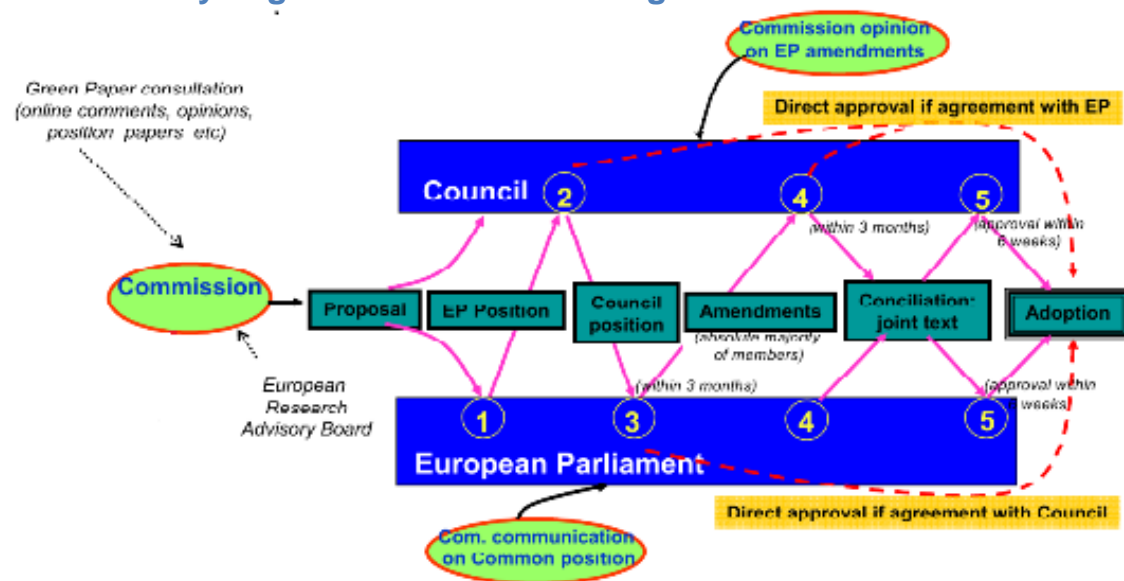 Commission opinion
on EP amendments
Green Paper consultation
(online comments, opinions,
position papers etc)
Direct approval if agreement with EP
Council
2
4
5
(within 3 months)
(approval within
6 weeks)
Commission
Proposal
EP Position
Council
position
Amendments
(absolute majority
of members)
Conciliation:
joint text
Adoption
European
Research
Advisory Board
(within 3 months)
(approval within
weeks)
1
3
4
5
European Parliament
Direct approval if agreement with Council
Com. communication
on Common position